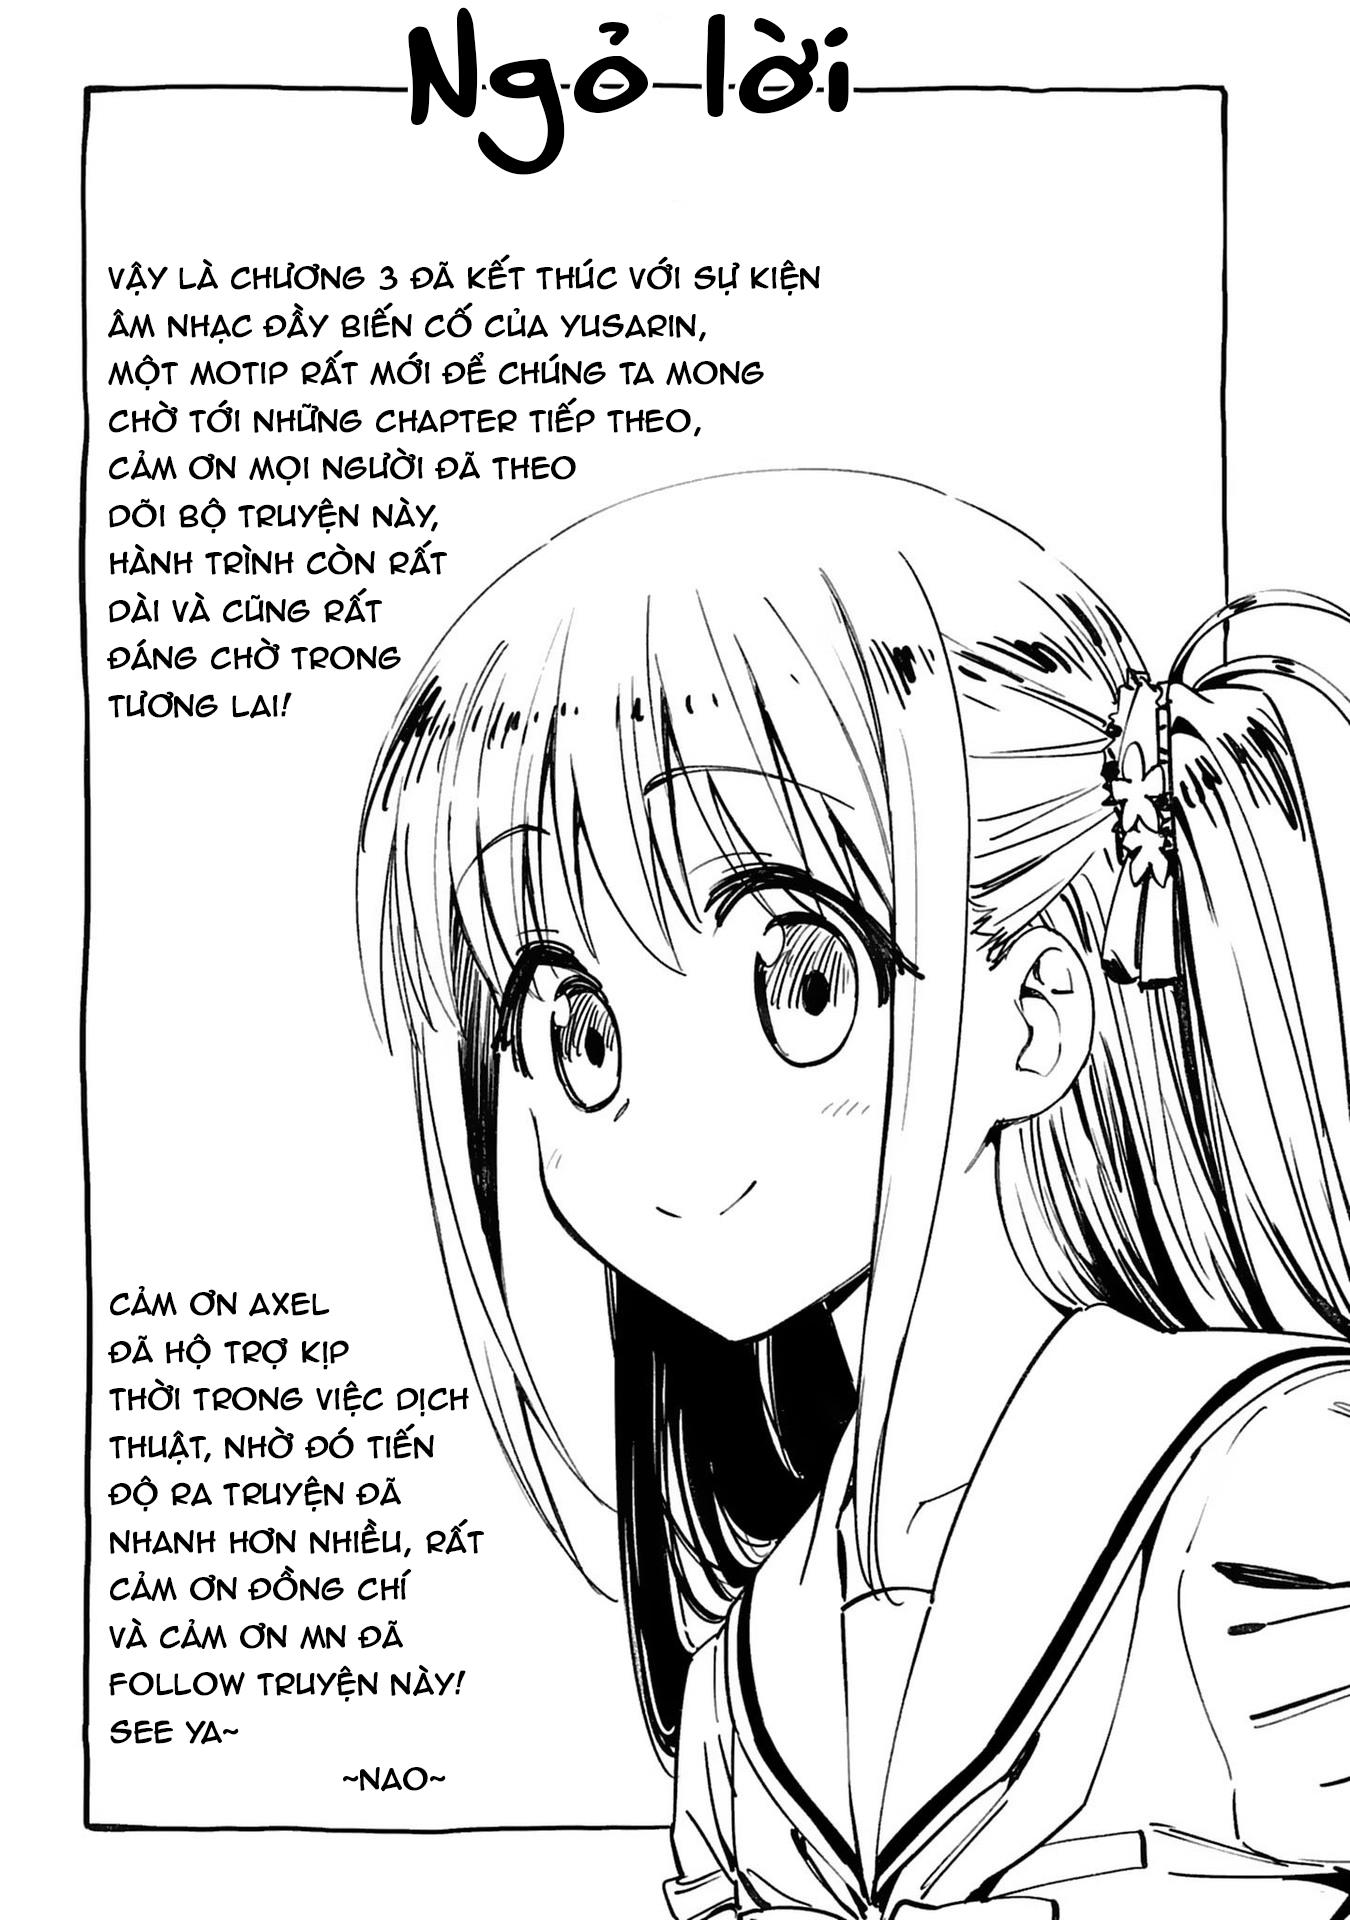 Ngỏ lời
VẬY LÀ CHƯƠNG 3 ĐÃ KẾT THÚC VỚI SỰ KIỆN
ÂM NHẠC ĐẦY BIẾN CỐ CỦA YUSARIN,
MỘT MOTIP RẤT MỚI ĐỂ CHÚNG TA MONG
CHỜ TỚI NHỮNG CHAPTER TIẾP THEO,
CẢM ƠN MỌI NGƯỜI ĐÃ THEO
DÕI BỘ TRUYỆN NÀY,
HÀNH TRÌNH CÒN RẤT
DÀI VÀ CŨNG RẤT
ĐÁNG CHỜ TRONG
TƯƠNG LAI!
CẢM ƠN AXEL
ĐÃ HỘ TRỢ KỊP
THỜI TRONG VIỆC DỊCH
THUẬT, NHỜ ĐÓ TIẾN
ĐỘ RA TRUYỆN ĐÃ
NHANH HƠN NHIỀU, RẤT
CẢM ƠN ĐỒNG CHÍ
VÀ CẢM ƠN MN ĐÃ
FOLLOW TRUYỆN NÀY!
SEE YA~
~NAO~